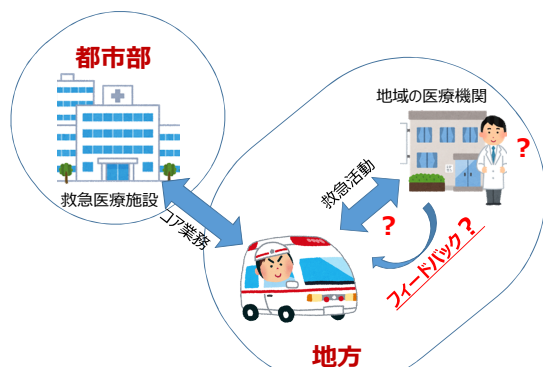 都市部
地域の医療機関
?
救急医療施設
コア業務
救急活動
?
フィードバック?
地方